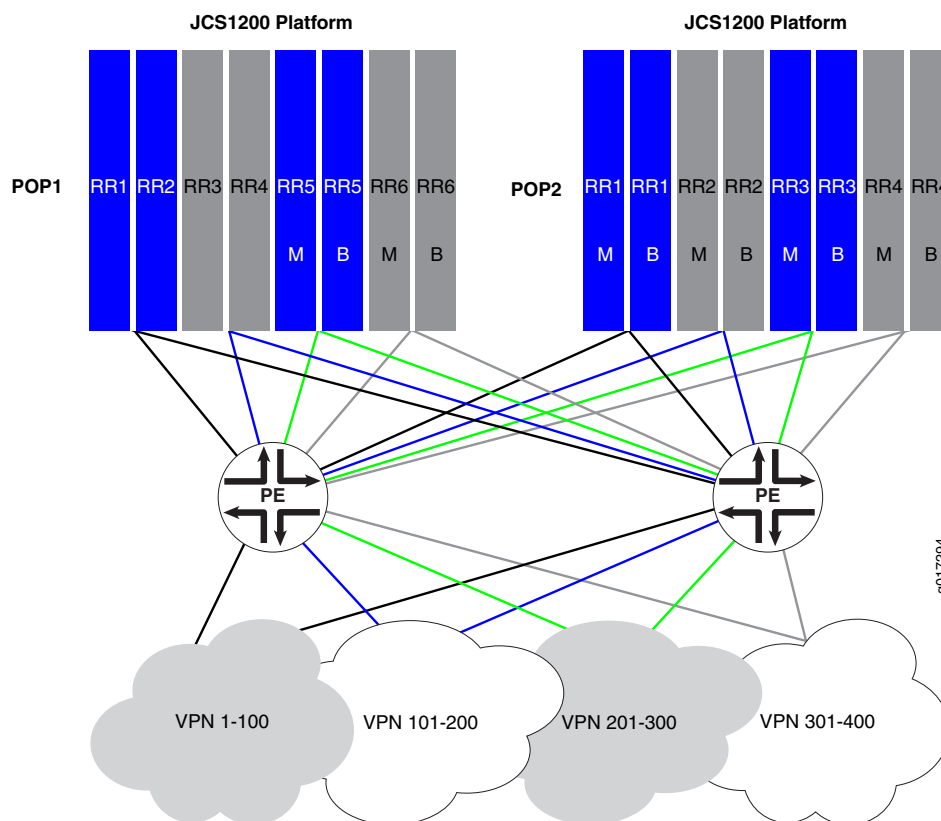 JCS1200 Platform JCS1200 Platform
POP1 RR1 RR2 RR3 RR4 RR5 RR5 RR6 RR6 POP2 RR1 RR1 RR2 RR2 RR3 RR3 RR4 RR4
M B M B M B M B M B M B
PE PE
VPN 1-100 VPN 101-200 VPN 201-300 VPN 301-400